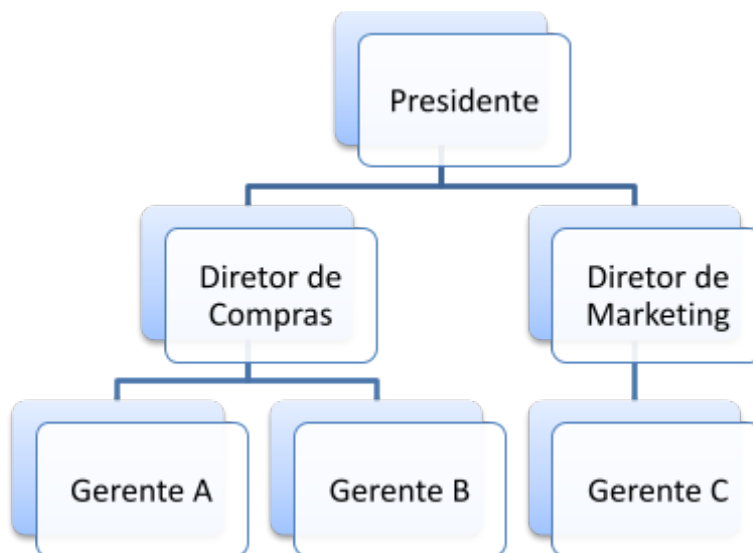 Presidente
Diretor de
Compras
Diretor de
Marketing
Gerente A
Gerente B
Gerente C